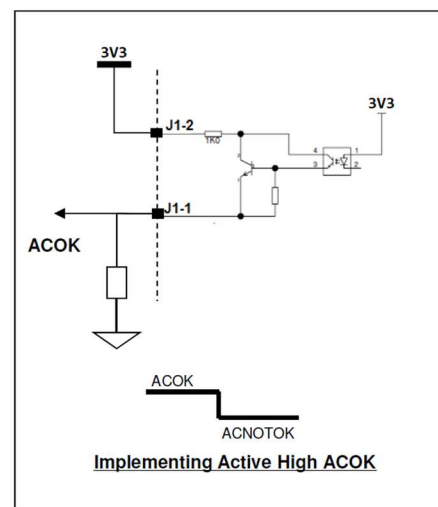 3V3
J1-2
1K0
3V3
4
1
3
2
J1-1
ACOK
ACOK
ACNOTOK
Implementing Active High ACOK